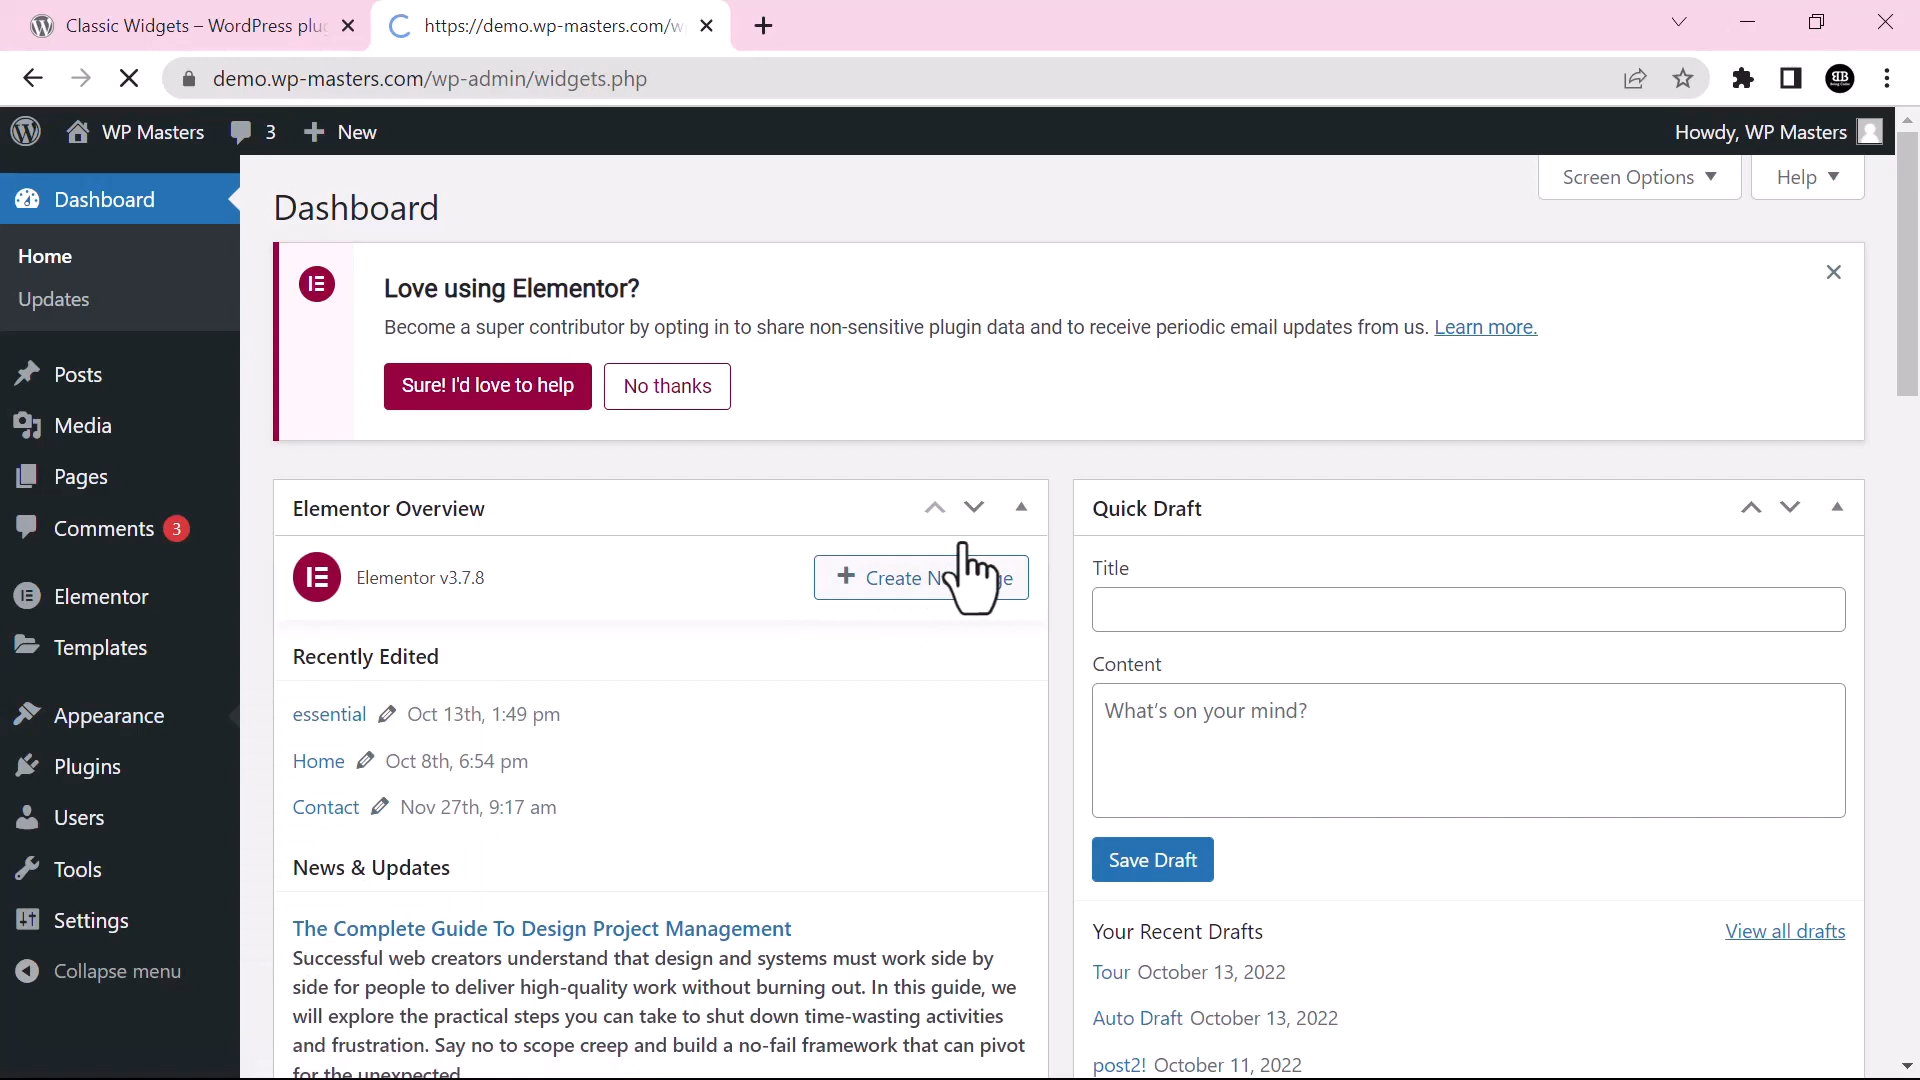 Classic Widgets – WordPress plu
https://demo.wp-masters.com/w
demo.wp-masters.com/wp-admin/widgets.php
WP Masters
3
New
Howdy, WP Masters
Dashboard
Home
Updates
Posts
Media
Pages
Comments 3
Elementor
Templates
Appearance
Plugins
Users
Tools
Settings
Collapse menu
Screen Options
Help
Dashboard
Love using Elementor?
Become a super contributor by opting in to share non-sensitive plugin data and to receive periodic email updates from us. Learn more.
Sure! I'd love to help
No thanks
Elementor Overview
Elementor v3.7.8
Create
Recently Edited
essential Oct 13th, 1:49 pm
Home Oct 8th, 6:54 pm
Contact Nov 27th, 9:17 am
News & Updates
The Complete Guide To Design Project Management
Successful web creators understand that design and systems must work side by
side for people to deliver high-quality work without burning out. In this guide, we
will explore the practical steps you can take to shut down time-wasting activities
and frustration. Say no to scope creep and build a no-fail framework that can pivot
for the unexpected
Quick Draft
Title
Content
What's on your mind?
Save Draft
Your Recent Drafts
View all drafts
Tour October 13, 2022
Auto Draft October 13, 2022
post2! October 11, 2022